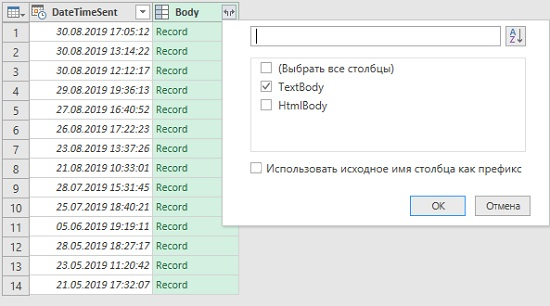 DateTimeSent Body
1 30.08.2019 17:05:12 Record
2 30.08.2019 13:14:22 Record
3 30.08.2019 12:12:17 Record
4 29.08.2019 19:36:13 Record
5 27.08.2019 16:40:52 Record
6 26.08.2019 17:22:23 Record
7 23.08.2019 13:37:26 Record
8 21.08.2019 10:33:01 Record
9 28.07.2019 15:31:45 Record
10 25.07.2019 18:40:21 Record
11 05.06.2019 19:19:11 Record
12 28.05.2019 18:27:17 Record
13 23.05.2019 11:20:42 Record
14 21.05.2019 17:32:07 Record
(Выбрать все столбцы)
TextBody
HtmlBody
Использовать исходное имя столбца как префикс
ОК Отмена